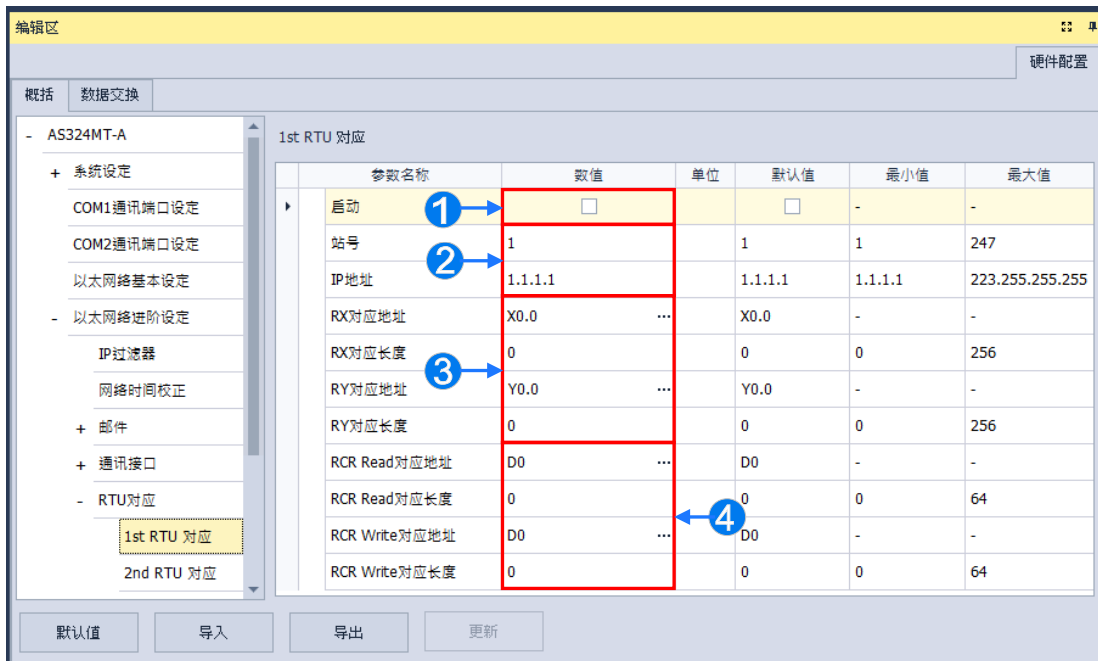 编辑区
硬件配置
概括 数据交换
- AS324MT-A
+ 系统设定
COM1通讯端口设定
COM2通讯端口设定
以太网络基本设定
- 以太网络进阶设定
IP过滤器
网络时间校正
+ 邮件
+ 通讯接口
- RTU对应
1st RTU 对应
2nd RTU 对应
1st RTU 对应
参数名称 数值 单位 默认值 最小值 最大值
启动 1 - -
站号 1 1 1 247
2
IP地址 1.1.1.1 1.1.1.1 1.1.1.1 223.255.255.255
RX对应地址 X0.0 ... X0.0 - -
RX对应长度 0 0 0 256
3
RY对应地址 Y0.0 ... Y0.0 - -
RY对应长度 0 0 0 256
RCR Read对应地址 D0 ... D0 - -
RCR Read对应长度 0 0 0 64
4
RCR Write对应地址 D0 ... D0 - -
RCR Write对应长度 0 0 0 64
默认值 导入 导出 更新